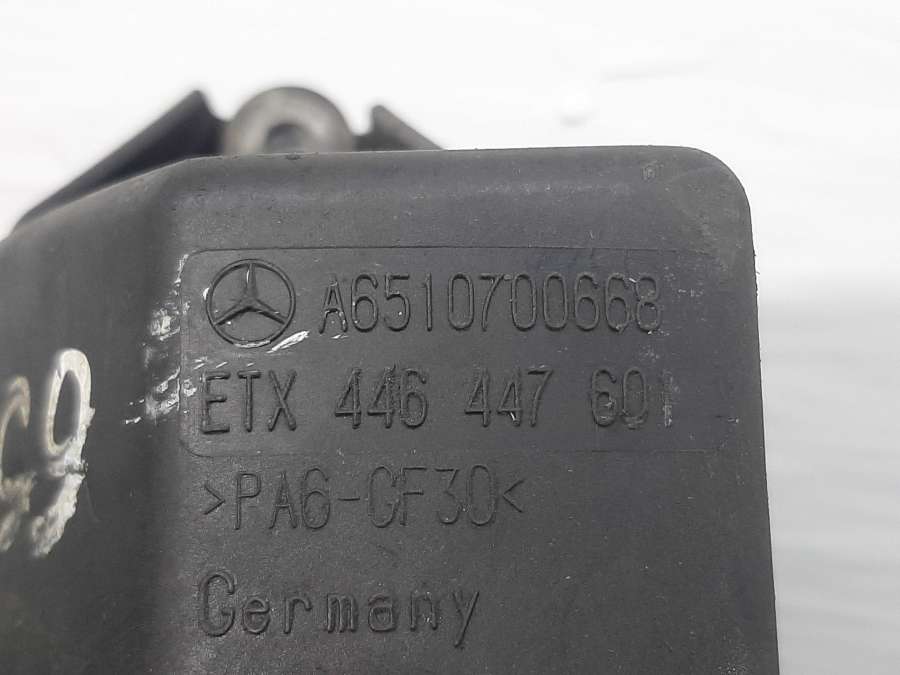 A6510700668
ETX 446 447 601
>PA6-GF30<
Germany